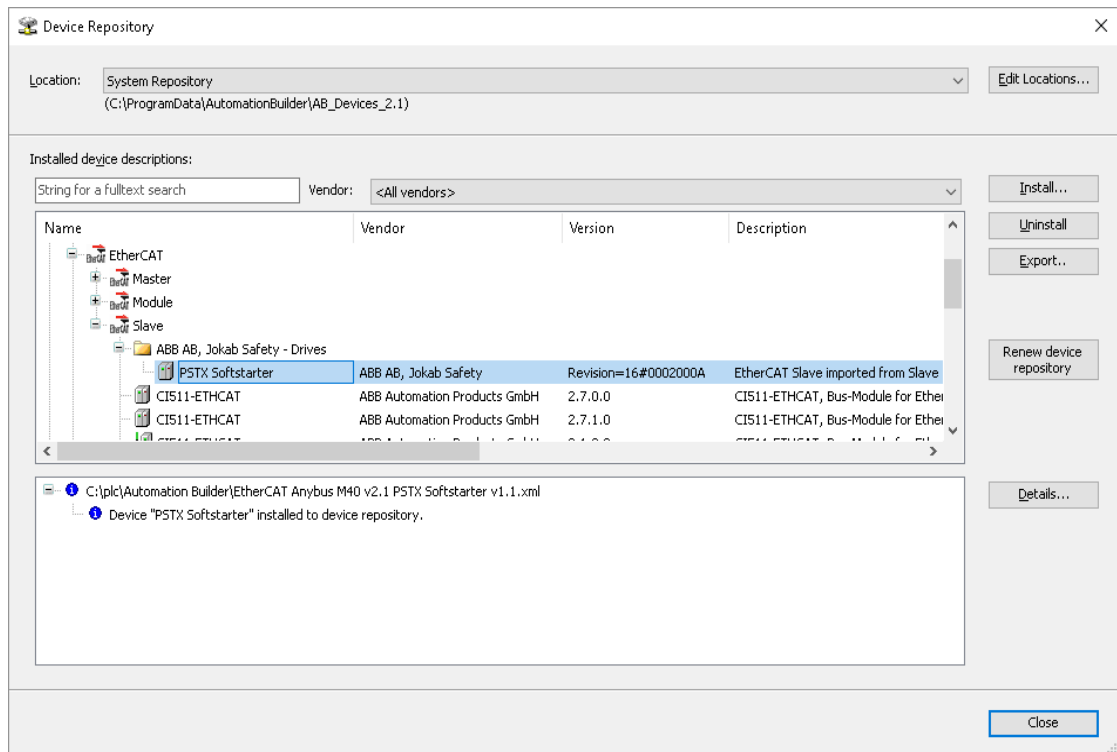 Device Repository
Location: System Repository Edit Locations...
(C:\ProgramData\AutomationBuilder\AB_Devices_2.1)
Installed device descriptions:
String for a fulltext search Vendor: <All vendors> Install...
Uninstall
Export..
Name Vendor Version Description
EtherCAT
Master
Module
Slave
ABB AB, Jokab Safety - Drives
PSTX Softstarter ABB AB, Jokab Safety Revision=16#0002000A EtherCAT Slave imported from Slave
CI511-ETHCAT ABB Automation Products GmbH 2.7.0.0 CI511-ETHCAT, Bus-Module for Ether
CI511-ETHCAT ABB Automation Products GmbH 2.7.1.0 CI511-ETHCAT, Bus-Module for Ether
Renew device
repository
C:\plc\Automation Builder\EtherCAT Anybus M40 v2.1 PSTX Softstarter v1.1.xml
Device "PSTX Softstarter" installed to device repository.
Details...
Close